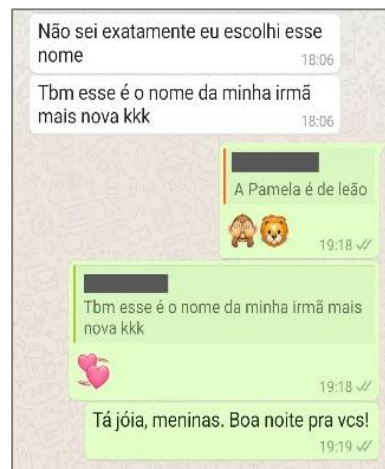 Não sei exatamente eu escolhi esse
nome
18:06
Tbm esse é o nome da minha irmã
mais nova kkk
18:06
A Pamela é de leão
🙈🦁
19:18
Tbm esse é o nome da minha irmã mais
nova kkk
💞
19:18
Tá jóia, meninas. Boa noite pra vcs!
19:19